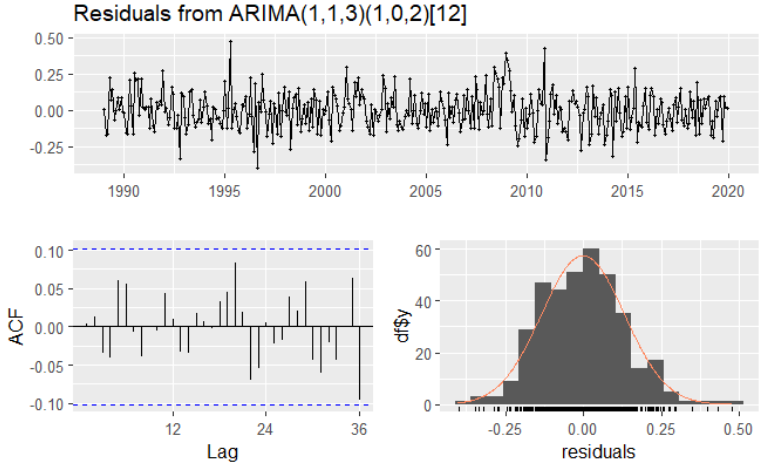 Residuals from ARIMA(1,1,3)(1,0,2)[12]
0.50
0.25
0.00
-0.25
1990 1995 2000 2005 2010 2015 2020
ACF
0.10
0.05
0.00
-0.05
-0.10
12 24 36
Lag
df$y
60
40
20
0
-0.25 0.00 0.25 0.50
residuals